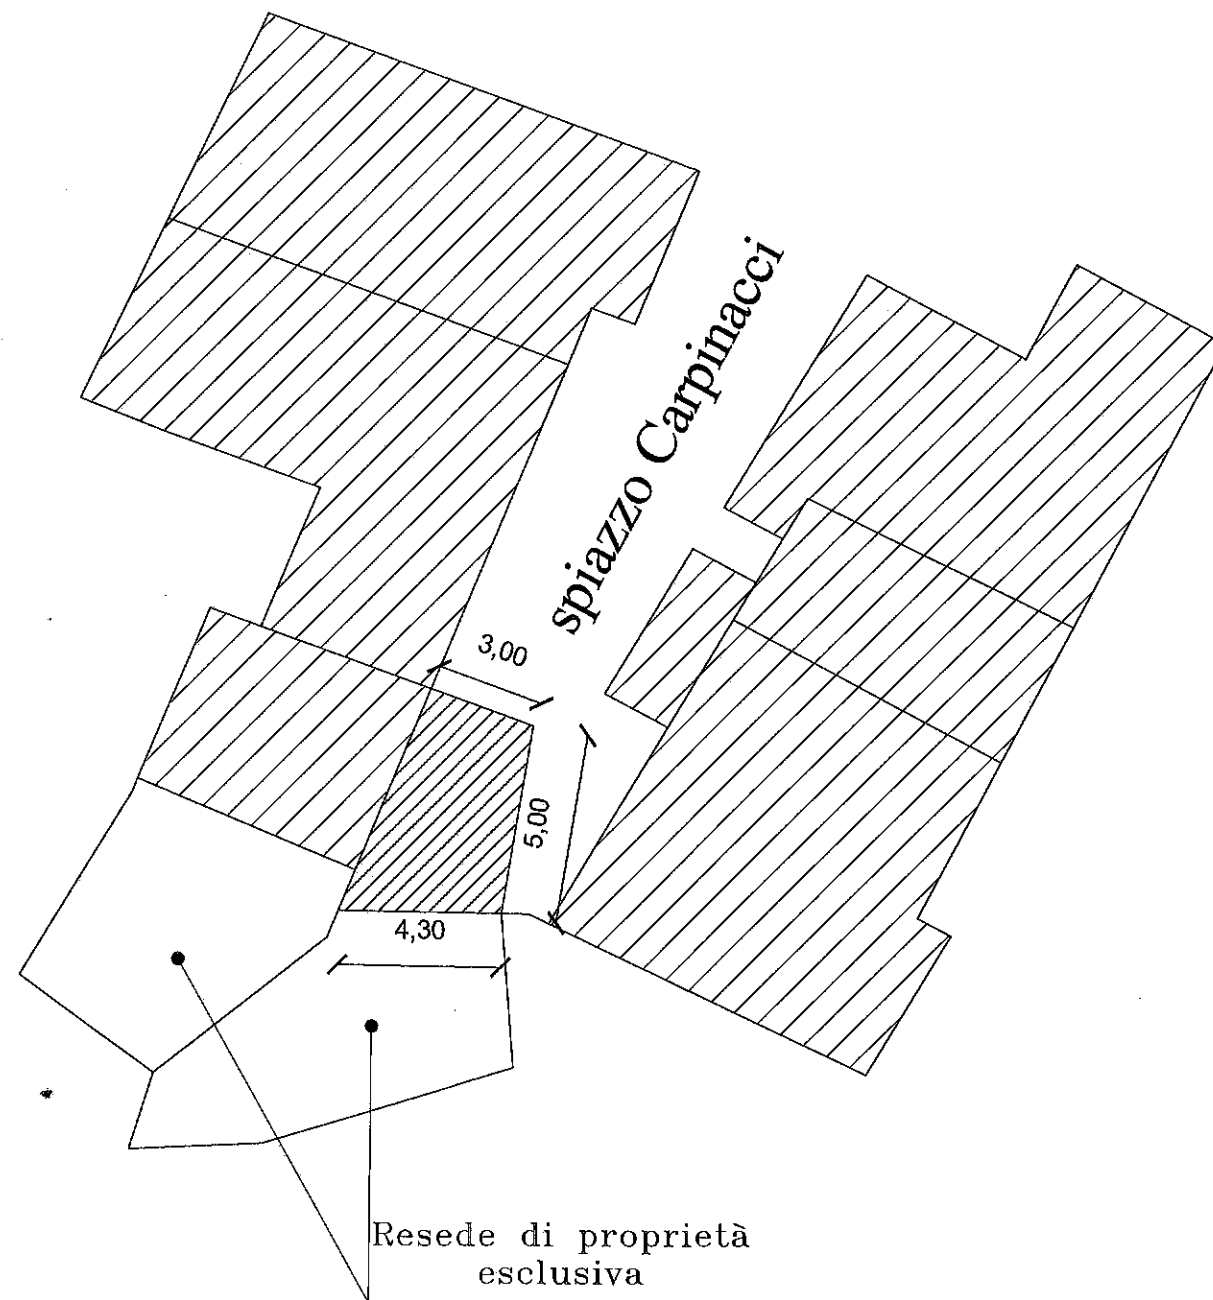 spiazzo Carpinacci
3,00
5,00
4,30
Resede di proprietà
esclusiva